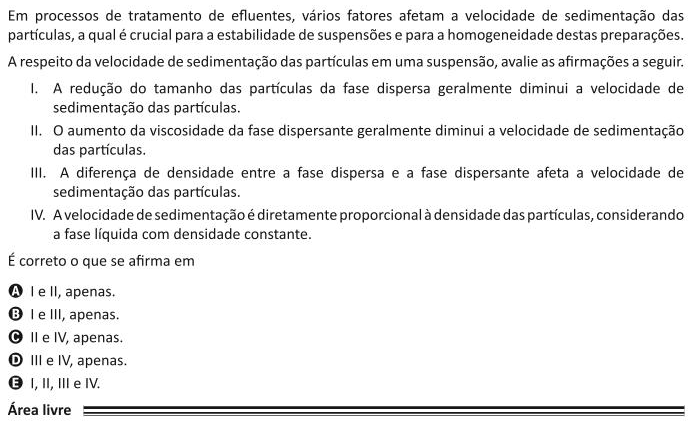 Em processos de tratamento de efluentes, vários fatores afetam a velocidade de sedimentação das
partículas, a qual é crucial para a estabilidade de suspensões e para a homogeneidade destas preparações.
A respeito da velocidade de sedimentação das partículas em uma suspensão, avalie as afirmações a seguir.
I. A redução do tamanho das partículas da fase dispersa geralmente diminui a velocidade de
sedimentação das partículas.
II. O aumento da viscosidade da fase dispersante geralmente diminui a velocidade de sedimentação
das partículas.
III. A diferença de densidade entre a fase dispersa e a fase dispersante afeta a velocidade de
sedimentação das partículas.
IV. A velocidade de sedimentação é diretamente proporcional à densidade das partículas, considerando
a fase líquida com densidade constante.
É correto o que se afirma em
A I e II, apenas.
B I e III, apenas.
C II e IV, apenas.
D III e IV, apenas.
E I, II, III e IV.
Área livre